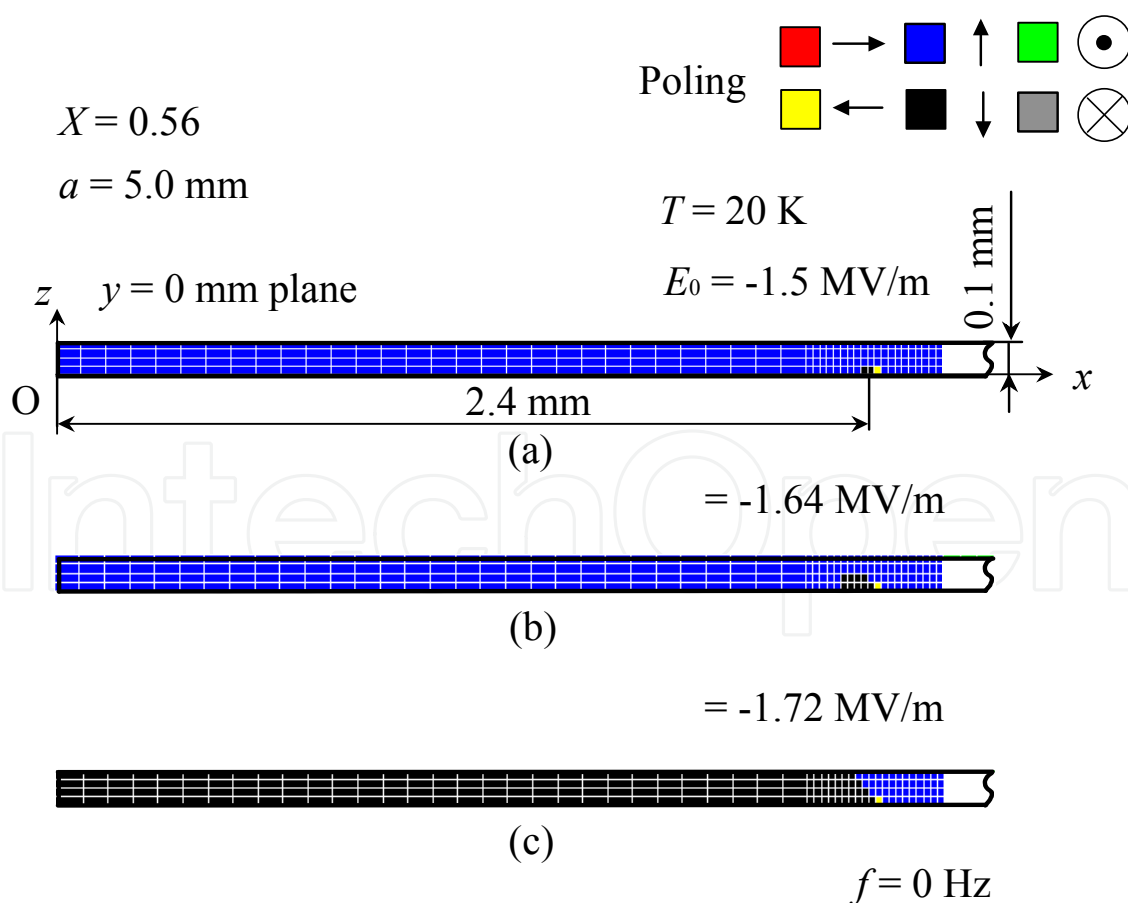 Poling
X = 0.56
a = 5.0 mm
T = 20 K
E0 = -1.5 MV/m
0.1 mm
z
y = 0 mm plane
O
x
2.4 mm
(a)
IntechOpen
= -1.64 MV/m
(b)
= -1.72 MV/m
(c)
f = 0 Hz